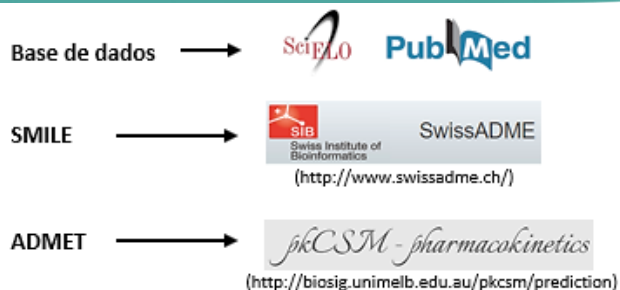 Base de dados
SciELO
PubMed
SMILE
SIB
Swiss Institute of
Bioinformatics
SwissADME
(http://www.swissadme.ch/)
ADMET
pkCSM - pharmacokinetics
(http://biosig.unimelb.edu.au/pkcsm/prediction)